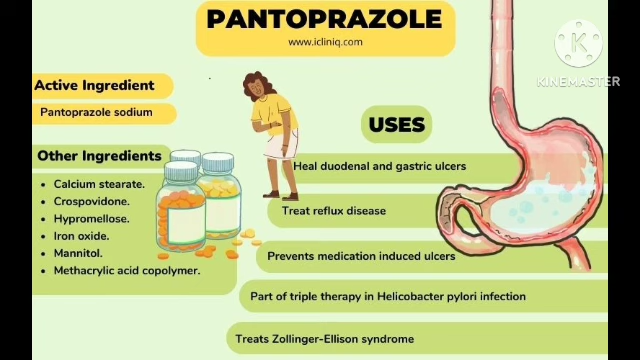 PANTOPRAZOLE
www.icliniq.com
K
KINEMASTER
Active Ingredient
Pantoprazole sodium
Other Ingredients
• Calcium stearate.
• Crospovidone.
• Hypromellose.
• Iron oxide.
• Mannitol.
• Methacrylic acid copolymer.
USES
Heal duodenal and gastric ulcers
Treat reflux disease
Prevents medication induced ulcers
Part of triple therapy in Helicobacter pylori infection
Treats Zollinger-Ellison syndrome